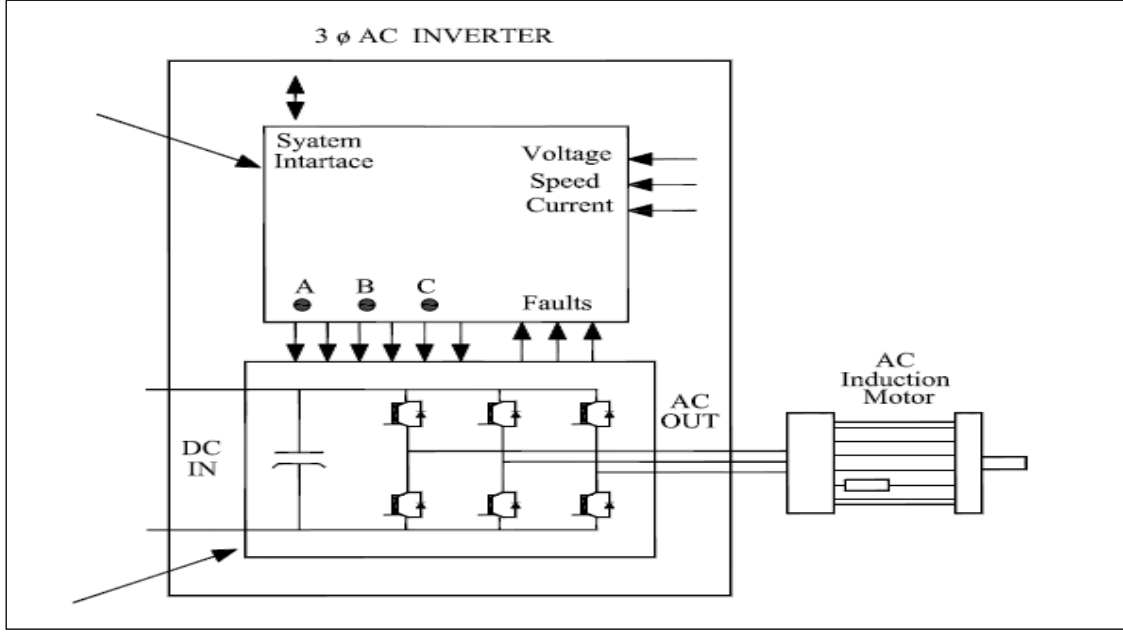 3 ø AC INVERTER
Syatem
Intartace
Voltage
Speed
Current
A B C
Faults
DC
IN
AC
OUT
AC
Induction
Motor